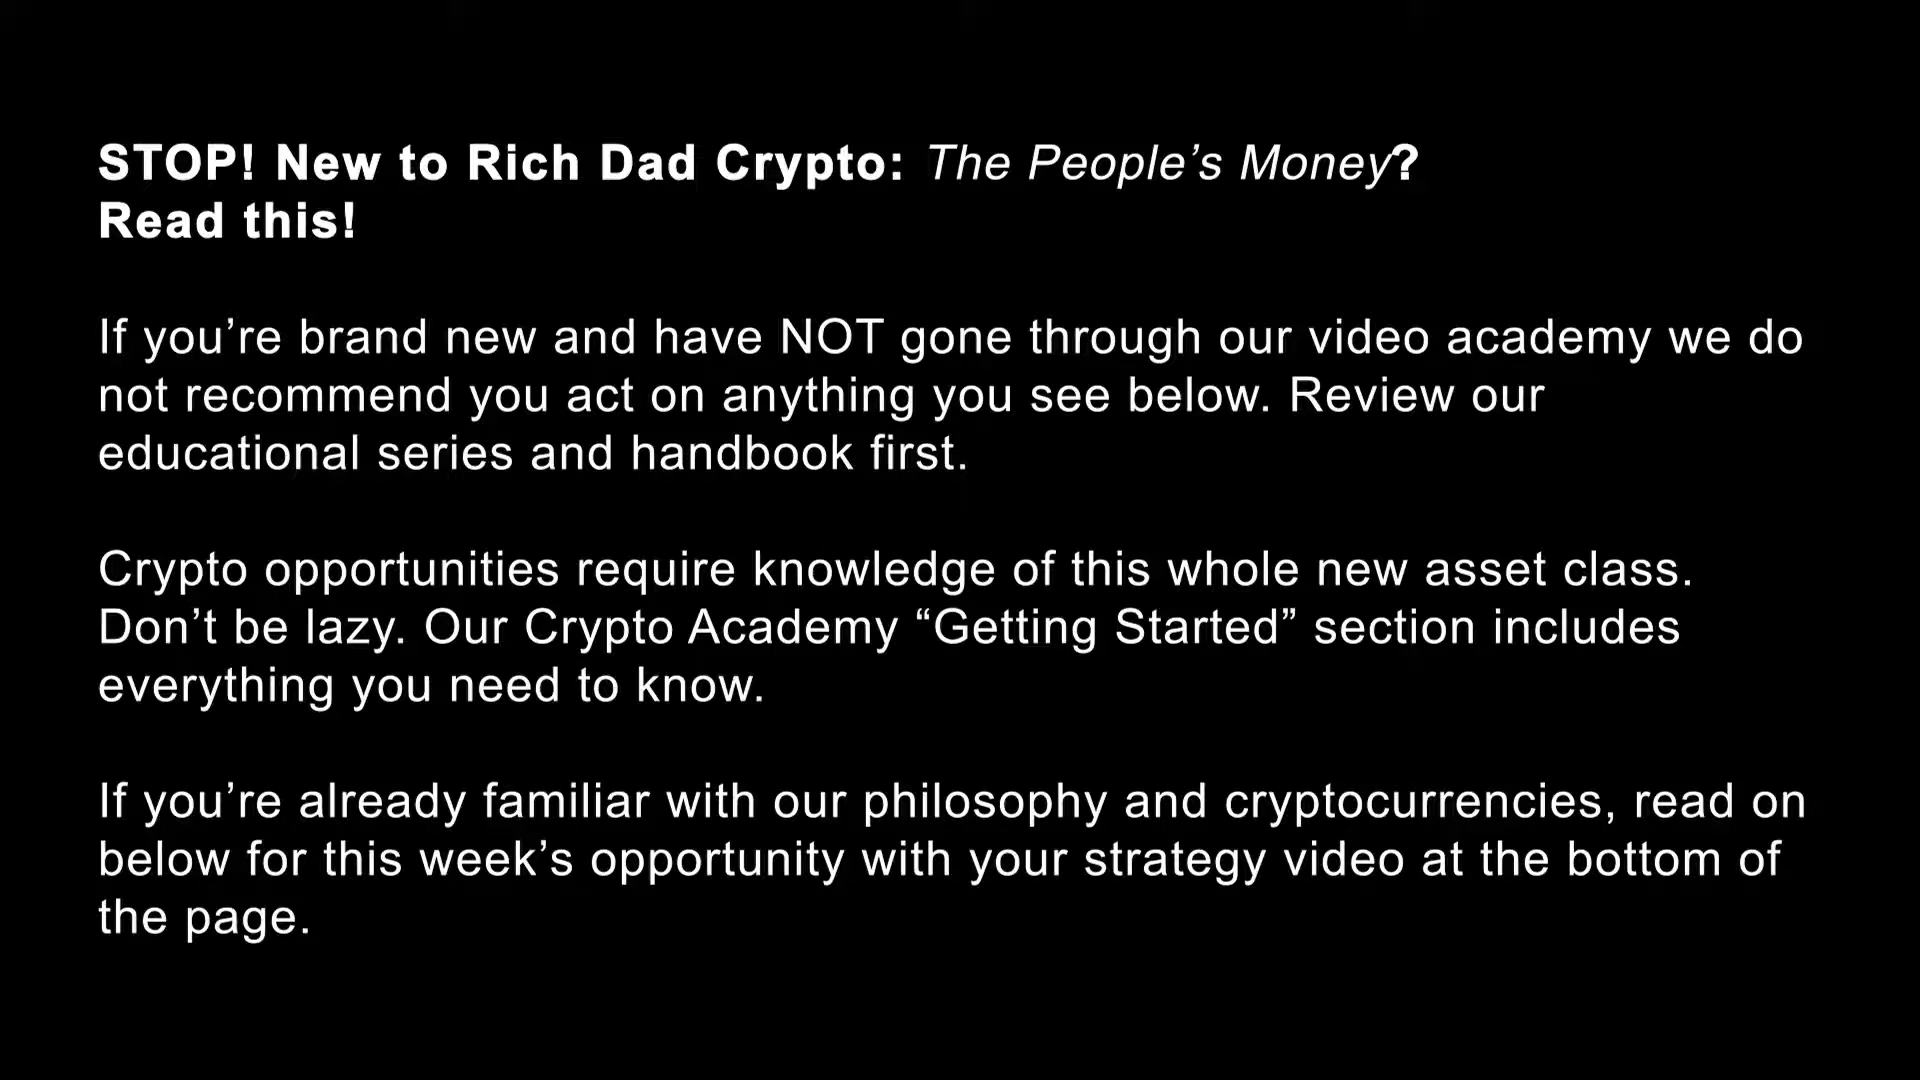 STOP! New to Rich Dad Crypto: The People’s Money?
Read this!
If you’re brand new and have NOT gone through our video academy we do
not recommend you act on anything you see below. Review our
educational series and handbook first.
Crypto opportunities require knowledge of this whole new asset class.
Don’t be lazy. Our Crypto Academy “Getting Started” section includes
everything you need to know.
If you’re already familiar with our philosophy and cryptocurrencies, read on
below for this week’s opportunity with your strategy video at the bottom of
the page.